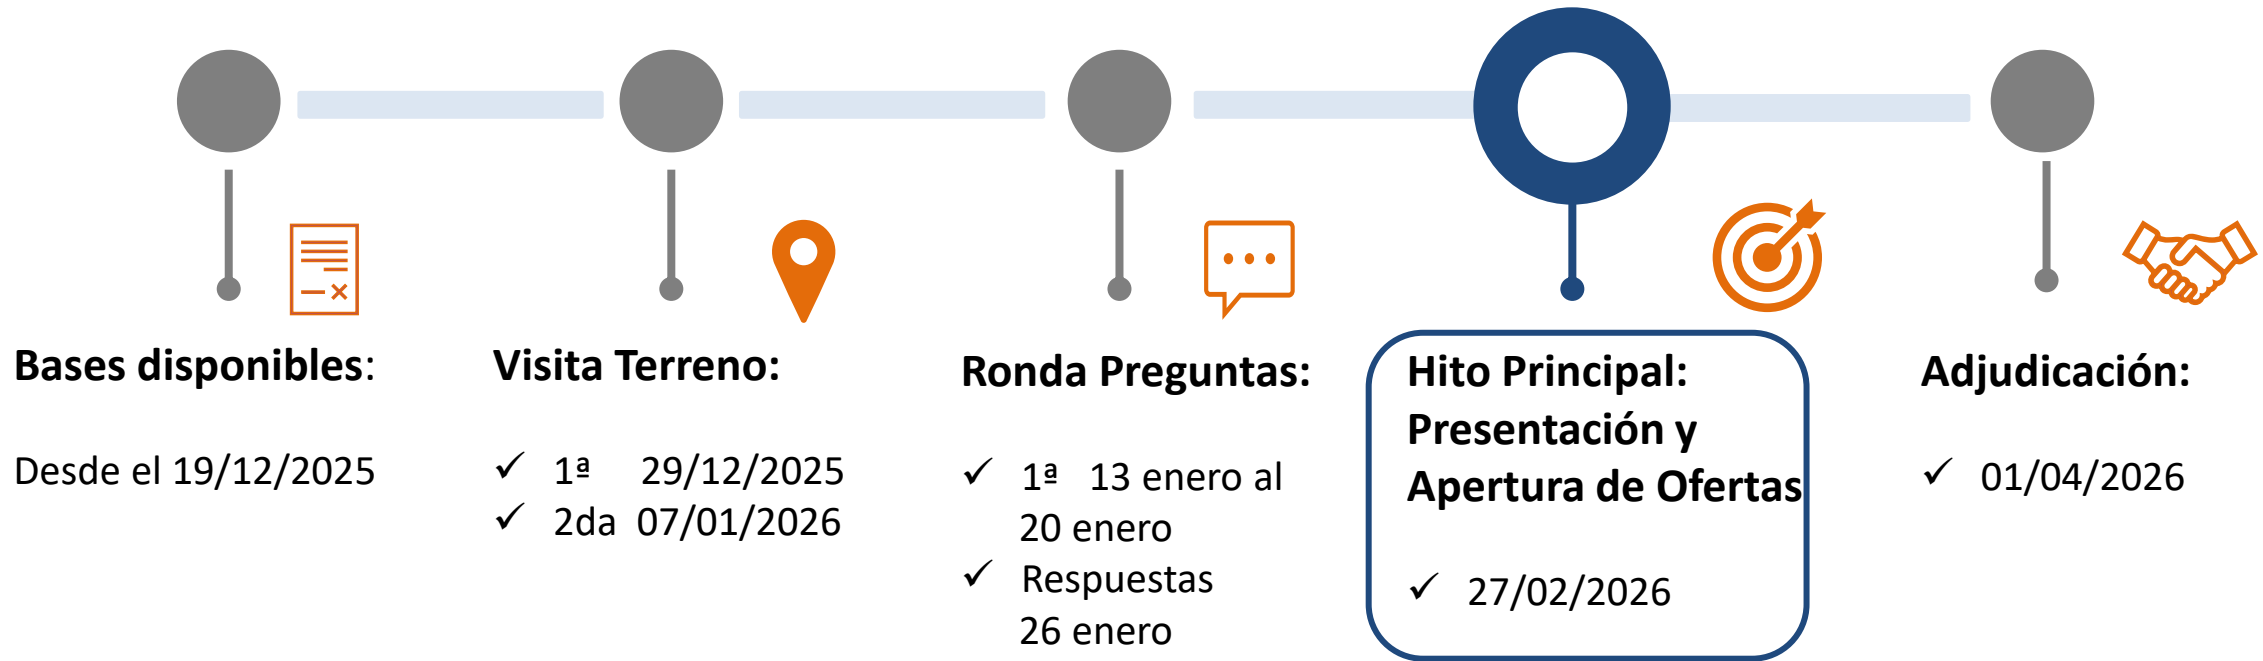 Bases disponibles:
Desde el 19/12/2025
Visita Terreno:
✓ 1ª 29/12/2025
✓ 2da 07/01/2026
Ronda Preguntas:
✓ 1ª 13 enero al
20 enero
✓ Respuestas
26 enero
Hito Principal:
Presentación y
Apertura de Ofertas
✓ 27/02/2026
Adjudicación:
✓ 01/04/2026